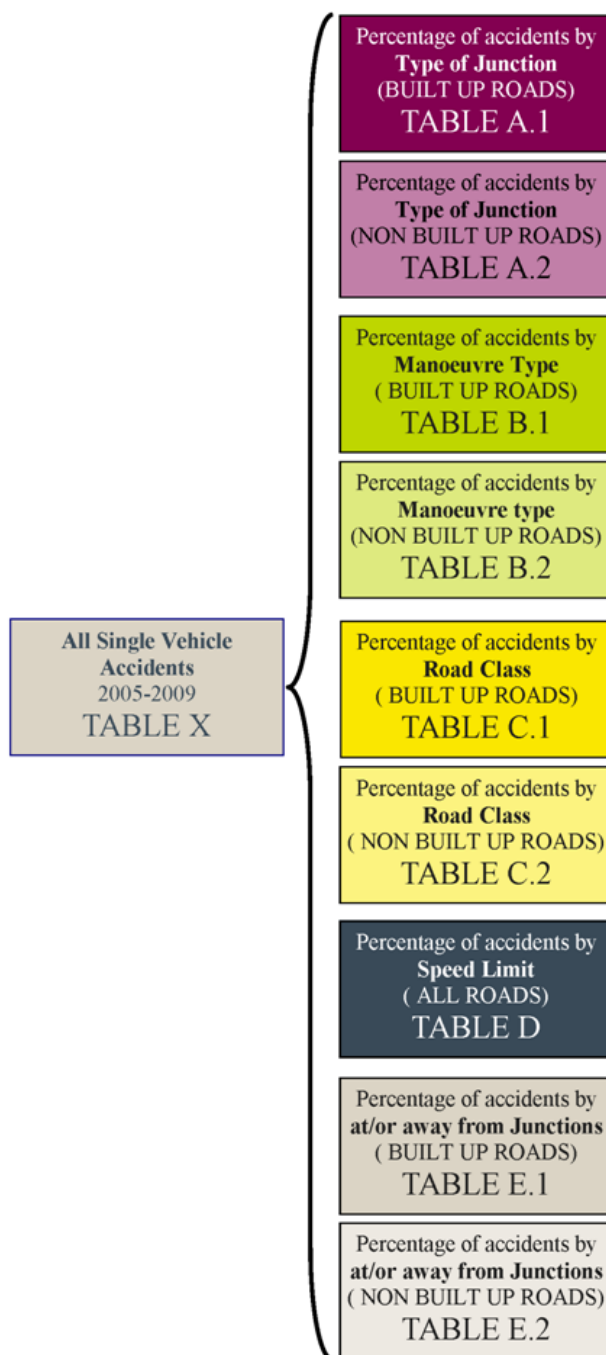 Percentage of accidents by
Type of Junction
(BUILT UP ROADS)
TABLE A.1
Percentage of accidents by
Type of Junction
(NON BUILT UP ROADS)
TABLE A.2
Percentage of accidents by
Manoeuvre Type
( BUILT UP ROADS)
TABLE B.1
Percentage of accidents by
Manoeuvre type
(NON BUILT UP ROADS)
TABLE B.2
All Single Vehicle
Accidents
2005-2009
TABLE X
Percentage of accidents by
Road Class
( BUILT UP ROADS)
TABLE C.1
Percentage of accidents by
Road Class
( NON BUILT UP ROADS)
TABLE C.2
Percentage of accidents by
Speed Limit
( ALL ROADS)
TABLE D
Percentage of accidents by
at/or away from Junctions
( BUILT UP ROADS)
TABLE E.1
Percentage of accidents by
at/or away from Junctions
( NON BUILT UP ROADS)
TABLE E.2